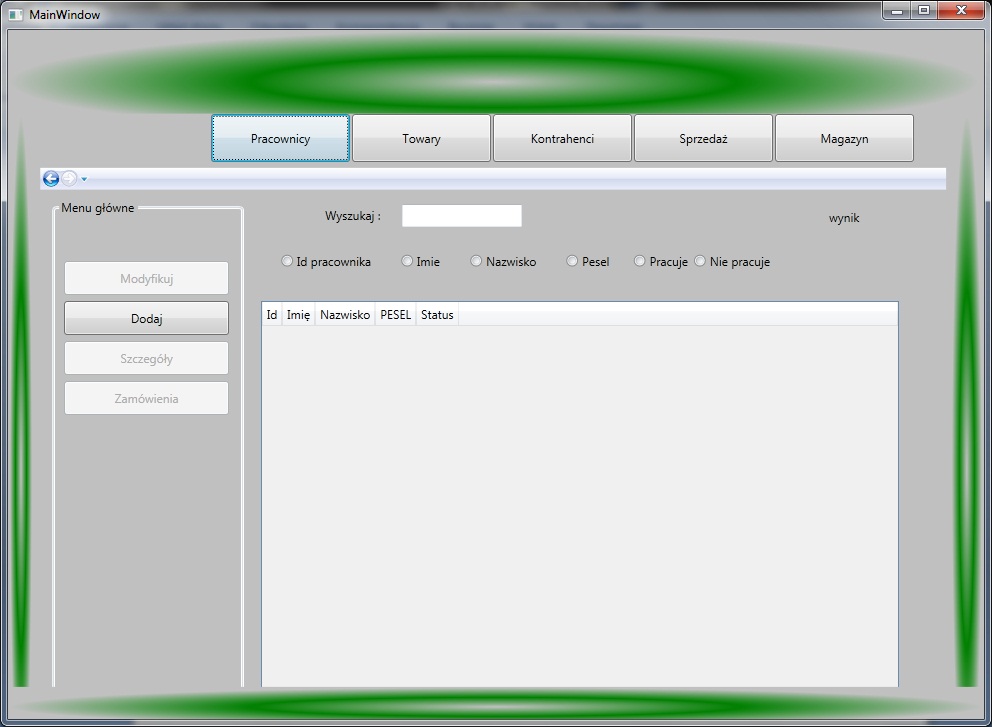 MainWindow
Pracownicy Towary Kontrahenci Sprzedaż Magazyn
Menu główne
Modyfikuj
Dodaj
Szczegóły
Zamówienia
Wyszukaj : wynik
Id pracownika Imie Nazwisko Pesel Pracuje Nie pracuje
Id Imię Nazwisko PESEL Status